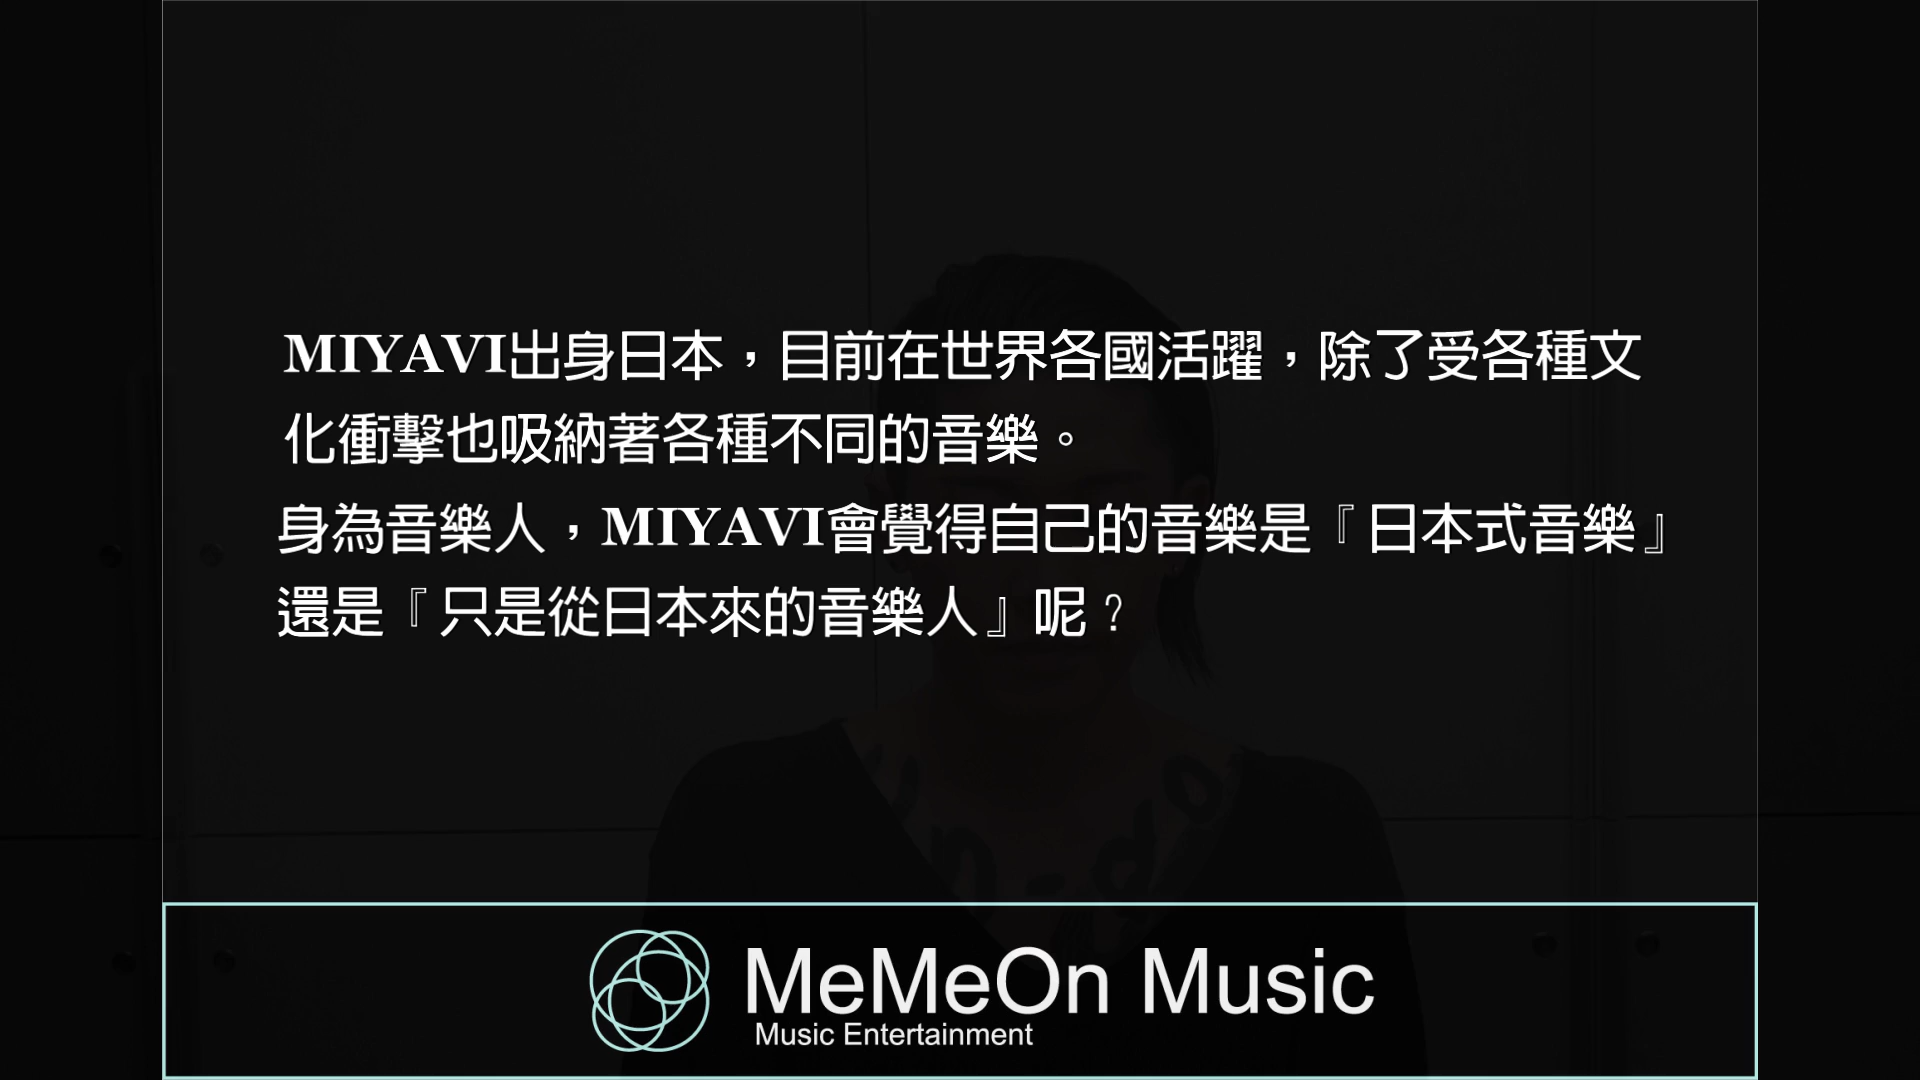 MIYAVI出身日本，目前在世界各國活躍，除了受各種文
化衝擊也吸納著各種不同的音樂。
身為音樂人，MIYAVI會覺得自己的音樂是『日本式音樂』
還是『只是從日本來的音樂人』呢？
MeMeOn Music
Music Entertainment